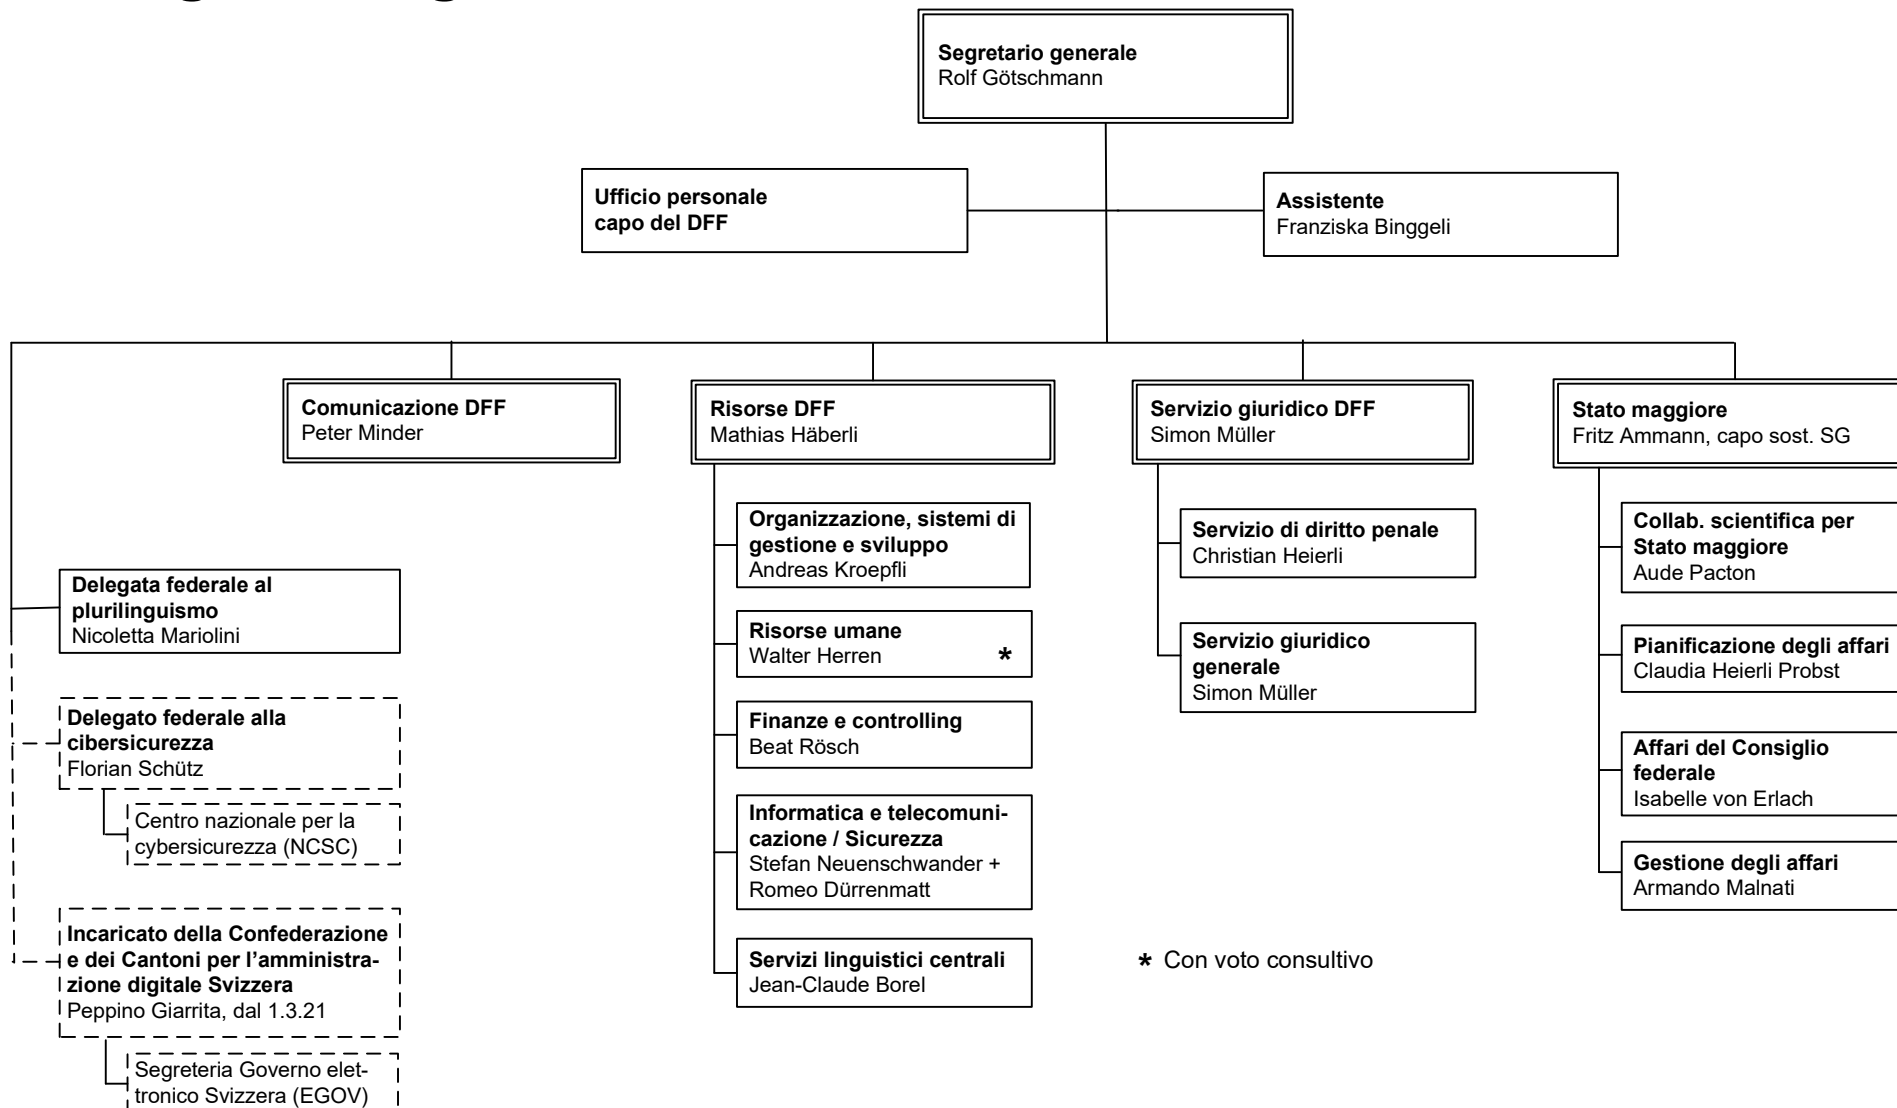 Segretario generale
Rolf Götschmann
Ufficio personale
capo del DFF
Assistente
Franziska Binggeli
Comunicazione DFF
Peter Minder
Risorse DFF
Mathias Häberli
Servizio giuridico DFF
Simon Müller
Stato maggiore
Fritz Ammann, capo sost. SG
Delegata federale al
plurilinguismo
Nicoletta Mariolini
Delegato federale alla
cibersicurezza
Florian Schütz
Centro nazionale per la
cybersicurezza (NCSC)
Incaricato della Confederazione
e dei Cantoni per l'amministra-
zione digitale Svizzera
Peppino Giarrita, dal 1.3.21
Segreteria Governo elet-
tronico Svizzera (EGOV)
Organizzazione, sistemi di
gestione e sviluppo
Andreas Kroepfli
Risorse umane
Walter Herren *
Finanze e controlling
Beat Rösch
Informatica e telecomuni-
cazione / Sicurezza
Stefan Neuenschwander +
Romeo Dürrenmatt
Servizi linguistici centrali
Jean-Claude Borel
Servizio di diritto penale
Christian Heierli
Servizio giuridico
generale
Simon Müller
Collab. scientifica per
Stato maggiore
Aude Pacton
Pianificazione degli affari
Claudia Heierli Probst
Affari del Consiglio
federale
Isabelle von Erlach
Gestione degli affari
Armando Malnati
* Con voto consultivo